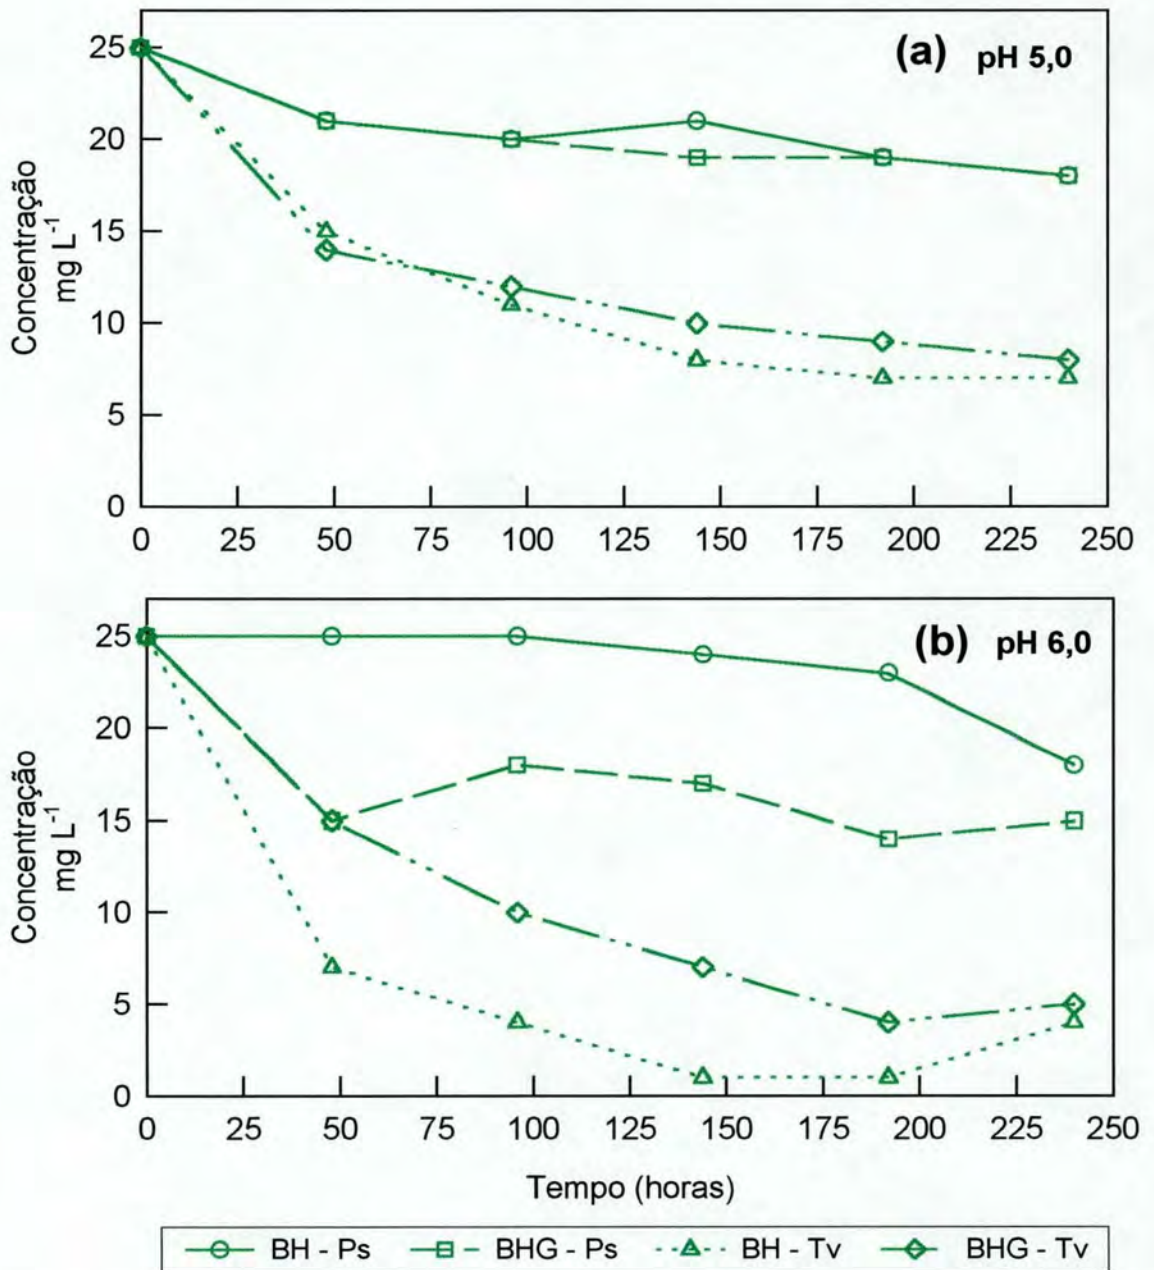 (a) pH 5,0
Concentração
mg L-1
25
20
15
10
5
0
0 25 50 75 100 125 150 175 200 225 250
(b) pH 6,0
Concentração
mg L-1
25
20
15
10
5
0
0 25 50 75 100 125 150 175 200 225 250
Tempo (horas)
BH - Ps BHG - Ps BH - Tv BHG - Tv